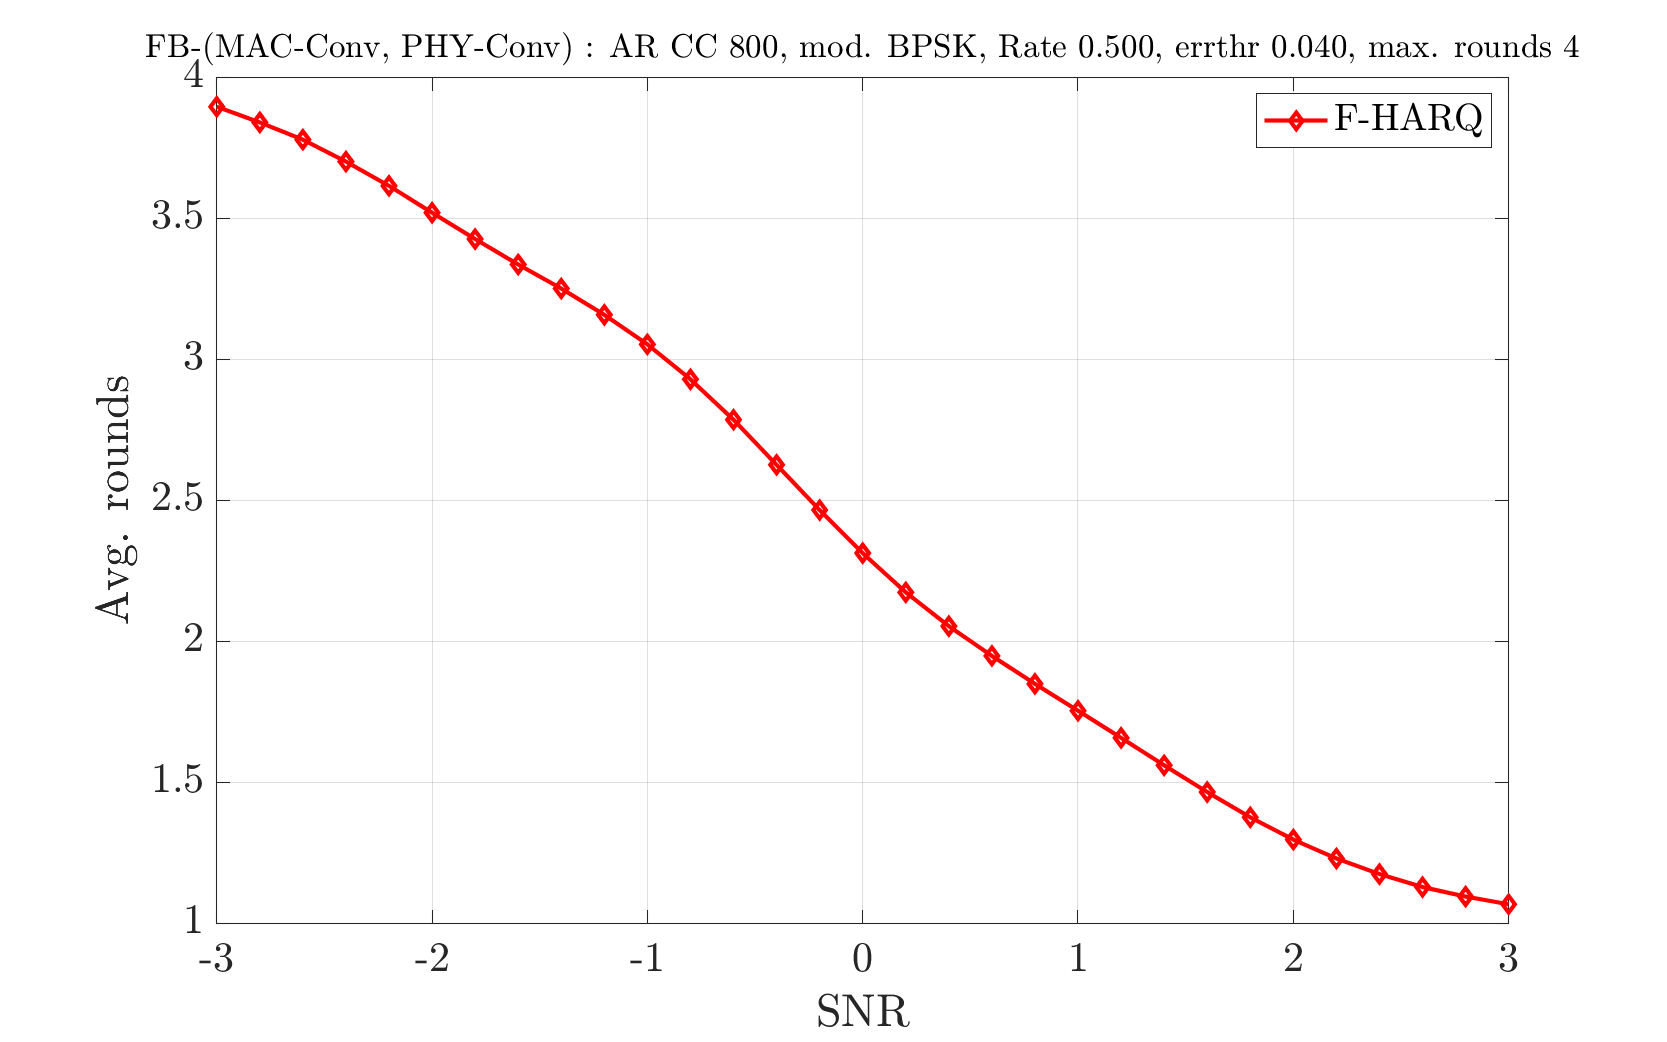 FB-(MAC-Conv, PHY-Conv) : AR CC 800, mod. BPSK, Rate 0.500, errthr 0.040, max. rounds 4
F-HARQ
Avg. rounds
4
3.5
3
2.5
2
1.5
1
-3 -2 -1 0 1 2 3
SNR